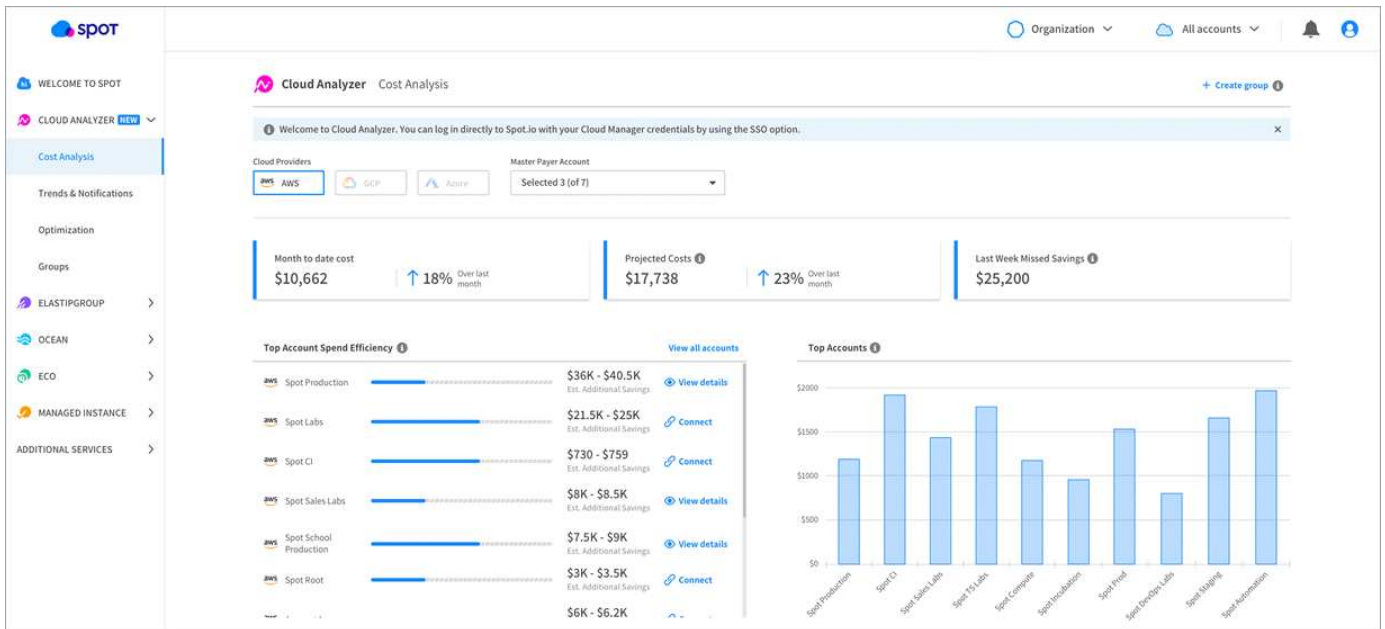 spot
Organization
All accounts
WELCOME TO SPOT
CLOUD ANALYZER NEW
Cost Analysis
Trends & Notifications
Optimization
Groups
ELASTIPGROUP
OCEAN
ECO
MANAGED INSTANCE
ADDITIONAL SERVICES
Cloud Analyzer Cost Analysis
+ Create group
Welcome to Cloud Analyzer. You can log in directly to Spot.io with your Cloud Manager credentials by using the SSO option.
Cloud Providers
aws AWS
GCP
Azure
Master Payer Account
Selected 3 (of 7)
Month to date cost
$10,662
18% Over last
month
Projected Costs
$17,738
23% Over last
month
Last Week Missed Savings
$25,200
Top Account Spend Efficiency
View all accounts
aws Spot Production
$36K - $40.5K
Est. Additional Savings
View details
aws Spot Labs
$21.5K - $25K
Est. Additional Savings
Connect
aws Spot CI
$730 - $759
Est. Additional Savings
Connect
aws Spot Sales Labs
$8K - $8.5K
Est. Additional Savings
View details
aws Spot School
Production
$7.5K - $9K
Est. Additional Savings
View details
aws Spot Root
$3K - $3.5K
Est. Additional Savings
Connect
$6K - $6.2K
Top Accounts
$2000
$1500
$1000
$500
$0
Spot Production
Spot CI
Spot Sales Labs
Spot TS Labs
Spot Compute
Spot Incubation
Spot Prod
Spot DevOps Labs
Spot Staging
Spot Automation